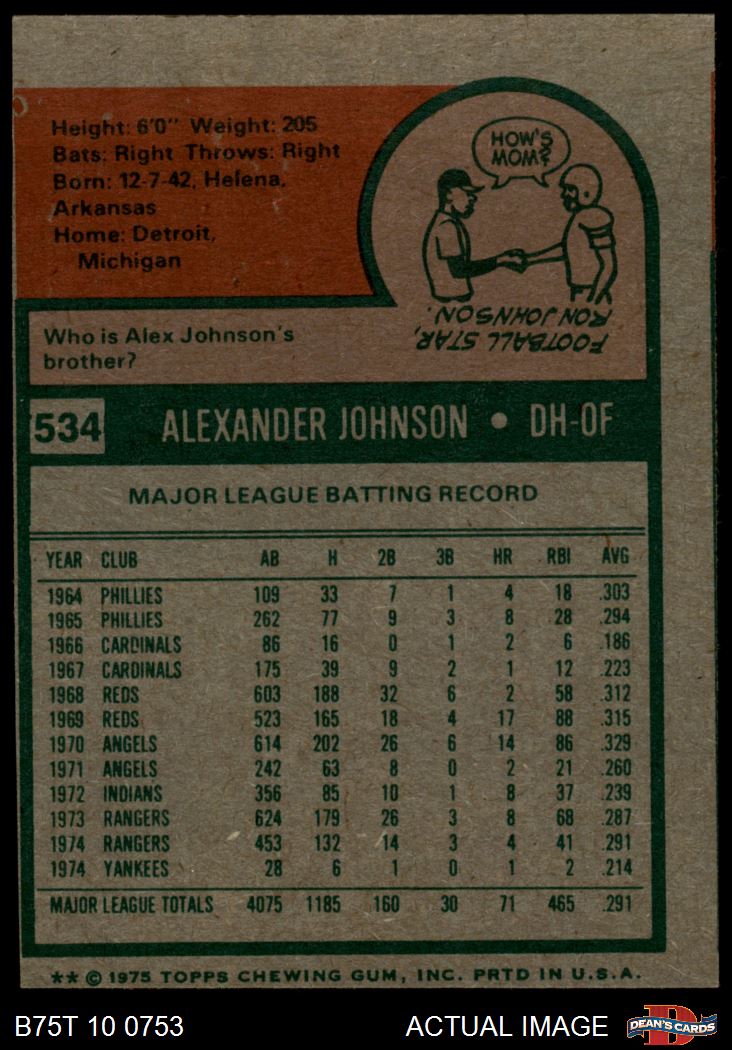 Height: 6'0" Weight: 205
Bats: Right Throws: Right
Born: 12-7-42, Helena,
Arkansas
Home: Detroit,
Michigan
HOW'S
MOM?
FOOTBALL STAR,
RON JOHNSON.
Who is Alex Johnson's
brother?
534 ALEXANDER JOHNSON • DH-OF
MAJOR LEAGUE BATTING RECORD
YEAR CLUB AB H 2B 3B HR RBI AVG
1964 PHILLIES 109 33 7 1 4 18 .303
1965 PHILLIES 262 77 9 3 8 28 .294
1966 CARDINALS 86 16 0 1 2 6 .186
1967 CARDINALS 175 39 9 2 1 12 .223
1968 REDS 603 188 32 6 2 58 .312
1969 REDS 523 165 18 4 17 88 .315
1970 ANGELS 614 202 26 6 14 86 .329
1971 ANGELS 242 63 8 0 2 21 .260
1972 INDIANS 356 85 10 1 8 37 .239
1973 RANGERS 624 179 26 3 8 68 .287
1974 RANGERS 453 132 14 3 4 41 .291
1974 YANKEES 28 6 1 0 1 2 .214
MAJOR LEAGUE TOTALS 4075 1185 160 30 71 465 .291
** © 1975 TOPPS CHEWING GUM, INC. PRTD IN U.S.A.
B75T 10 0753 ACTUAL IMAGE D DEAN'S CARDS